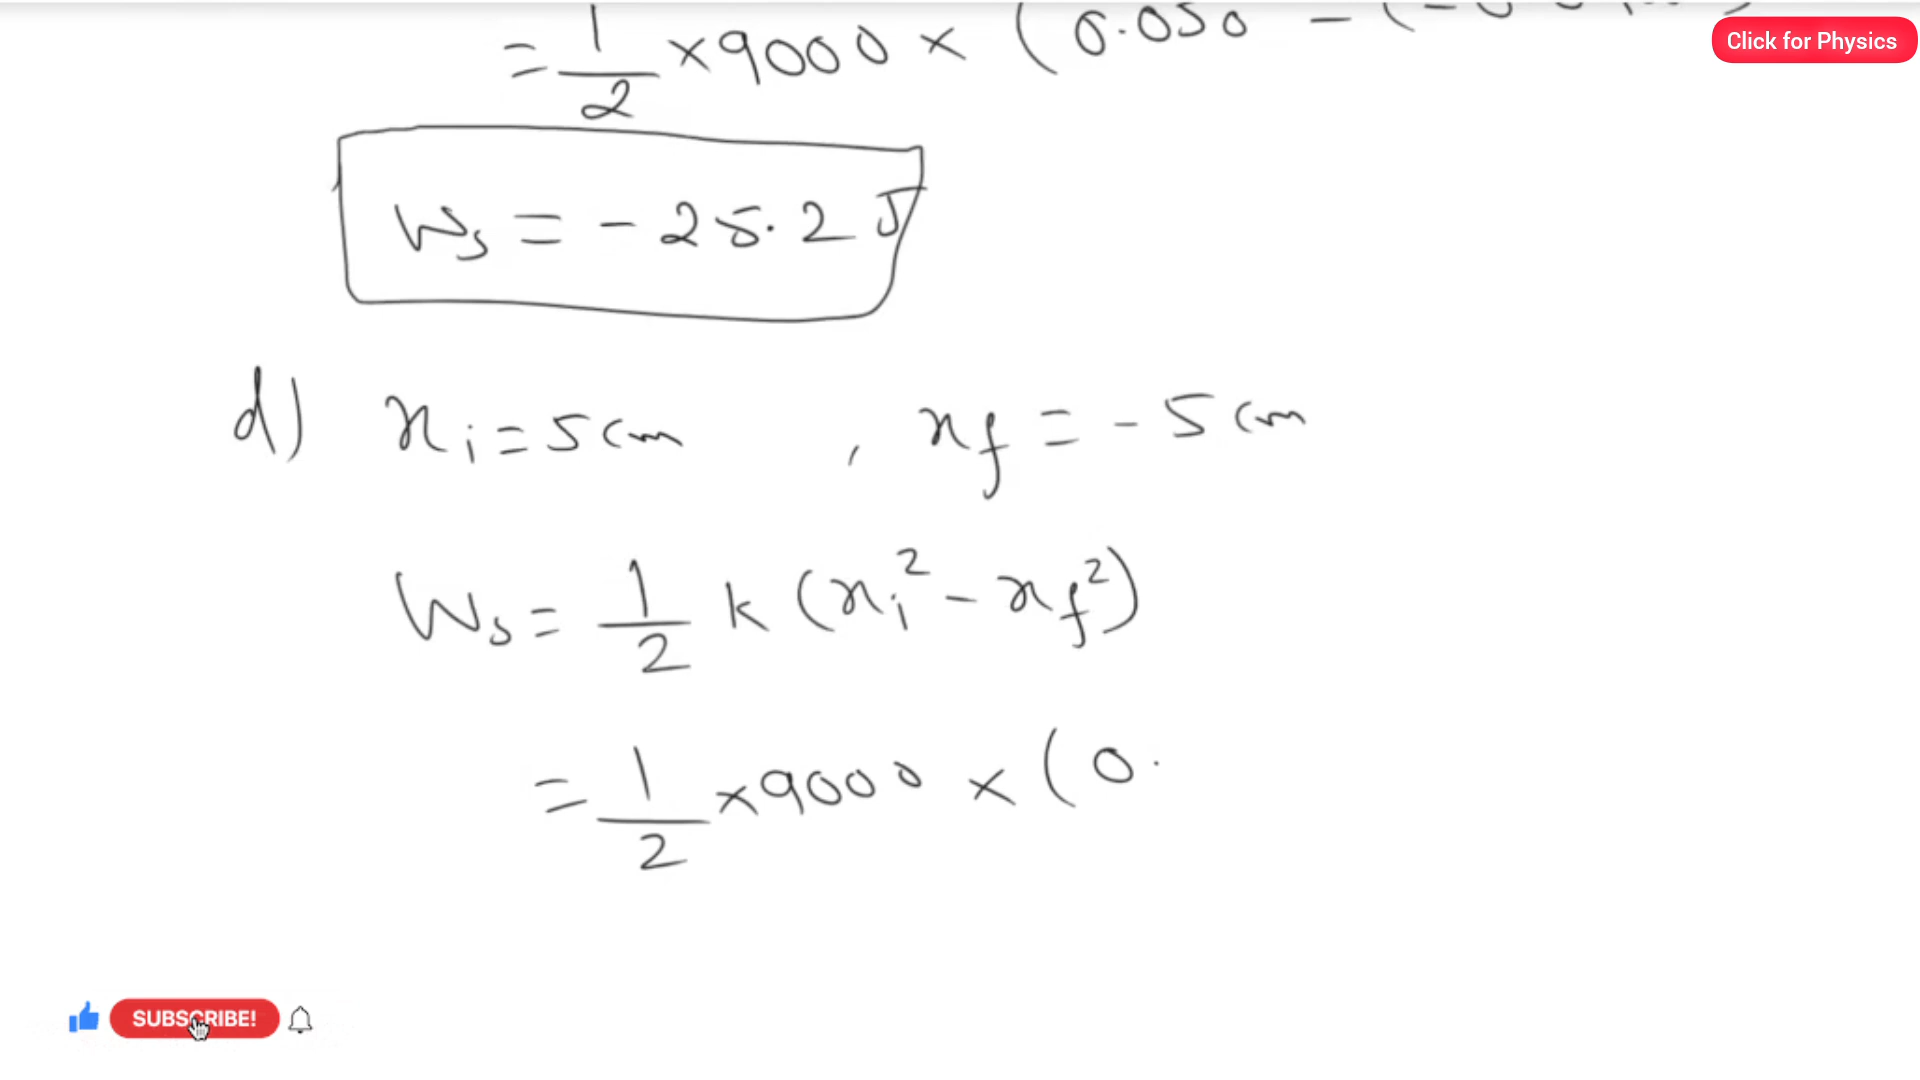 = 1/2 × 9000 × (0.050 - (-
Click for Physics
Ws = - 25.2 J
d) xi = 5 cm , xf = - 5 cm
Ws = 1/2 k (xi² - xf²)
= 1/2 × 9000 × (0.
SUBSCRIBE!